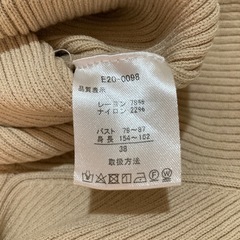 E20-0098
品質表示
レーヨン 78%
ナイロン 22%
バスト 79〜87
身長 154〜162
38
取扱方法